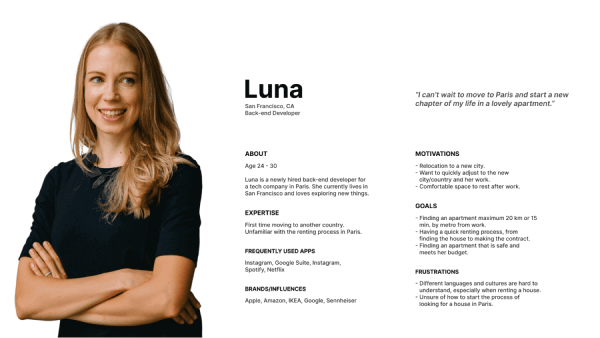 Luna
San Francisco, CA
Back-end Developer
"I can't wait to move to Paris and start a new
chapter of my life in a lovely apartment."
ABOUT
Age 24 - 30
Luna is a newly hired back-end developer for
a tech company in Paris. She currently lives in
San Francisco and loves exploring new things.
EXPERTISE
First time moving to another country.
Unfamiliar with the renting process in Paris.
FREQUENTLY USED APPS
Instagram, Google Suite, Instagram,
Spotify, Netflix
BRANDS/INFLUENCES
Apple, Amazon, IKEA, Google, Sennheiser
MOTIVATIONS
- Relocation to a new city.
- Want to quickly adjust to the new
city/country and her work.
- Comfortable space to rest after work.
GOALS
- Finding an apartment maximum 20 km or 15
min. by metro from work.
- Having a quick renting process, from
finding the house to making the contract.
- Finding an apartment that is safe and
meets her budget.
FRUSTRATIONS
- Different languages and cultures are hard to
understand, especially when renting a house.
- Unsure of how to start the process of
looking for a house in Paris.